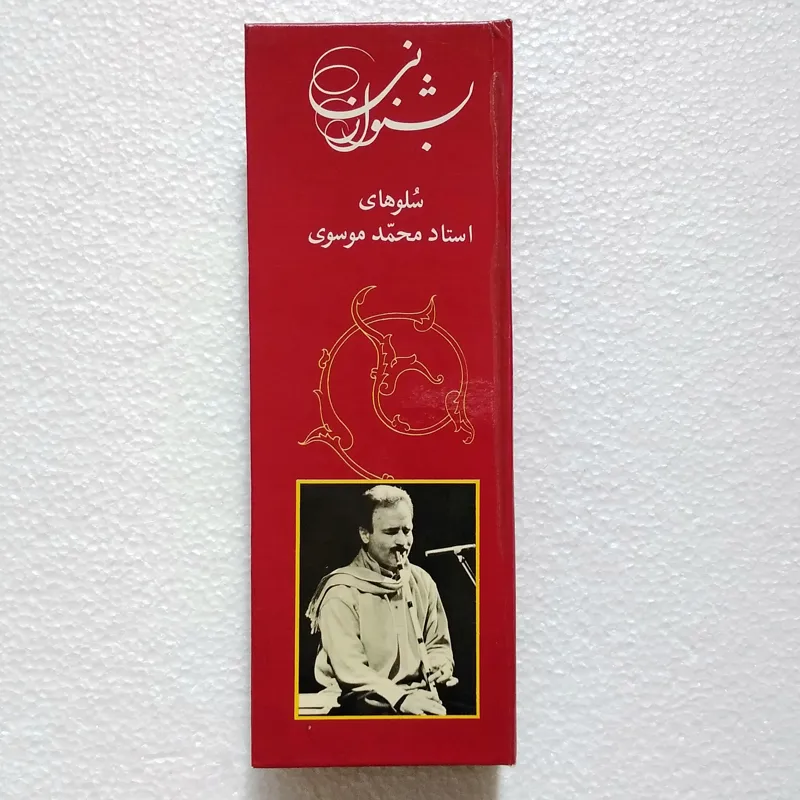 بشنو از نی
سُلوهای
استاد محمّد موسوی